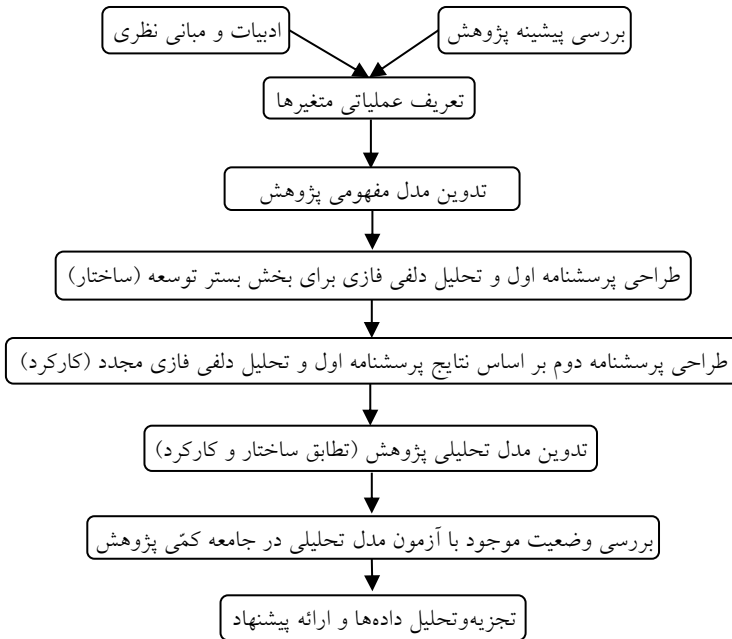 بررسی پیشینه پژوهش
ادبیات و مبانی نظری
تعریف عملیاتی متغیرها
تدوین مدل مفهومی پژوهش
طراحی پرسشنامه اول و تحلیل دلفی فازی برای بخش بستر توسعه (ساختار)
طراحی پرسشنامه دوم بر اساس نتایج پرسشنامه اول و تحلیل دلفی فازی مجدد (کارکرد)
تدوین مدل تحلیلی پژوهش (تطابق ساختار و کارکرد)
بررسی وضعیت موجود با آزمون مدل تحلیلی در جامعه کمّی پژوهش
تجزیه‌وتحلیل داده‌ها و ارائه پیشنهاد